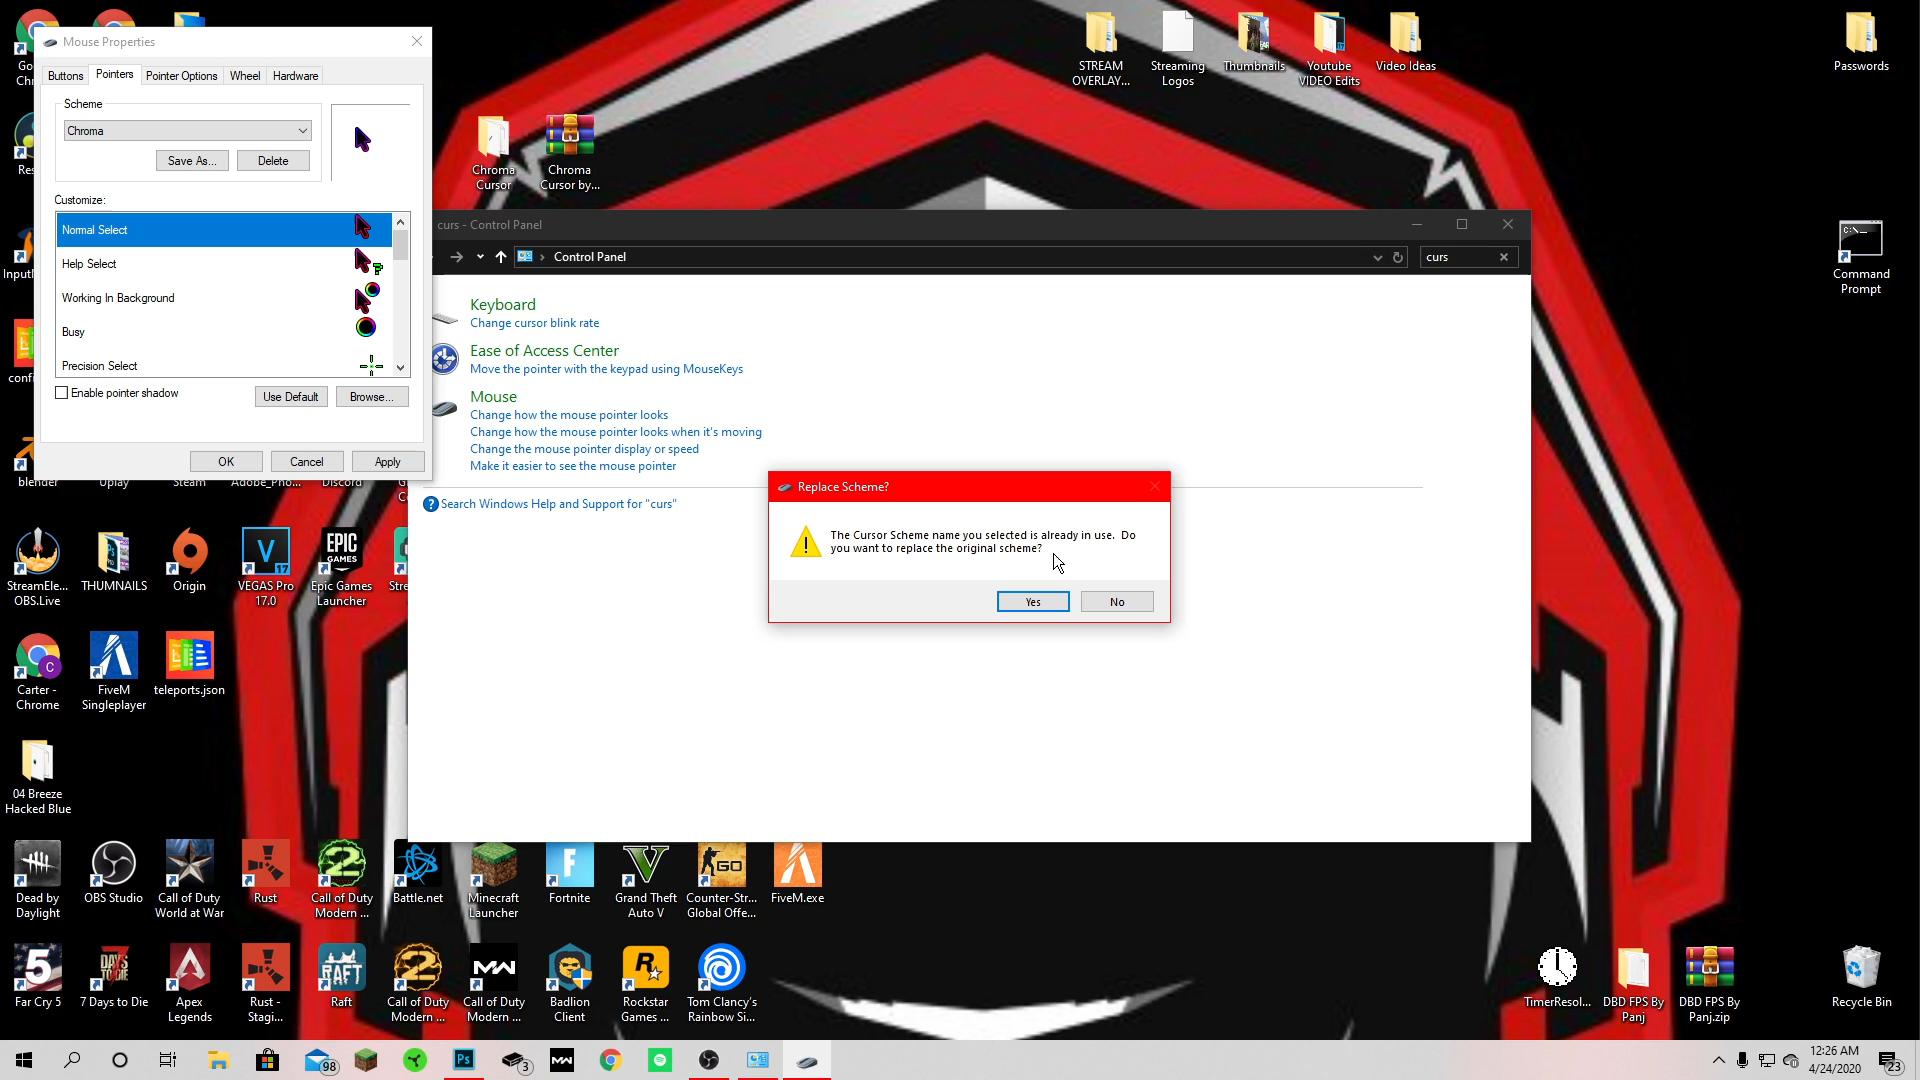 Mouse Properties
Buttons
Pointers
Pointer Options
Wheel
Hardware
Scheme
Chroma
Save As...
Delete
Customize:
Normal Select
Help Select
Working In Background
Busy
Precision Select
Enable pointer shadow
Use Default
Browse...
OK
Cancel
Apply
STREAM
OVERLAY...
Streaming
Logos
Thumbnails
Youtube
VIDEO Edits
Video Ideas
Passwords
Chroma
Cursor
Chroma
Cursor by...
Command
Prompt
curs - Control Panel
Control Panel
curs
Keyboard
Change cursor blink rate
Ease of Access Center
Move the pointer with the keypad using MouseKeys
Mouse
Change how the mouse pointer looks
Change how the mouse pointer looks when it's moving
Change the mouse pointer display or speed
Make it easier to see the mouse pointer
Search Windows Help and Support for "curs"
Replace Scheme?
The Cursor Scheme name you selected is already in use. Do
you want to replace the original scheme?
Yes
No
blender
Uplay
Steam
Adobe_Pho...
Discord
StreamEle...
OBS.Live
THUMNAILS
Origin
VEGAS Pro
17.0
EPIC
GAMES
Epic Games
Launcher
Carter -
Chrome
FiveM
Singleplayer
teleports.json
04 Breeze
Hacked Blue
Dead by
Daylight
OBS Studio
Call of Duty
World at War
Rust
Call of Duty
Modern ...
Battle.net
Minecraft
Launcher
Fortnite
Grand Theft
Auto V
Counter-Str...
Global Offe...
FiveM.exe
Far Cry 5
7 Days to Die
Apex
Legends
Rust -
Stagi...
RAFT
Raft
Call of Duty
Modern ...
Call of Duty
Modern ...
Badlion
Client
Rockstar
Games ...
Tom Clancy's
Rainbow Si...
TimerResol...
DBD FPS By
Panj
DBD FPS By
Panj.zip
Recycle Bin
98
Ps
3
12:26 AM
4/24/2020
23